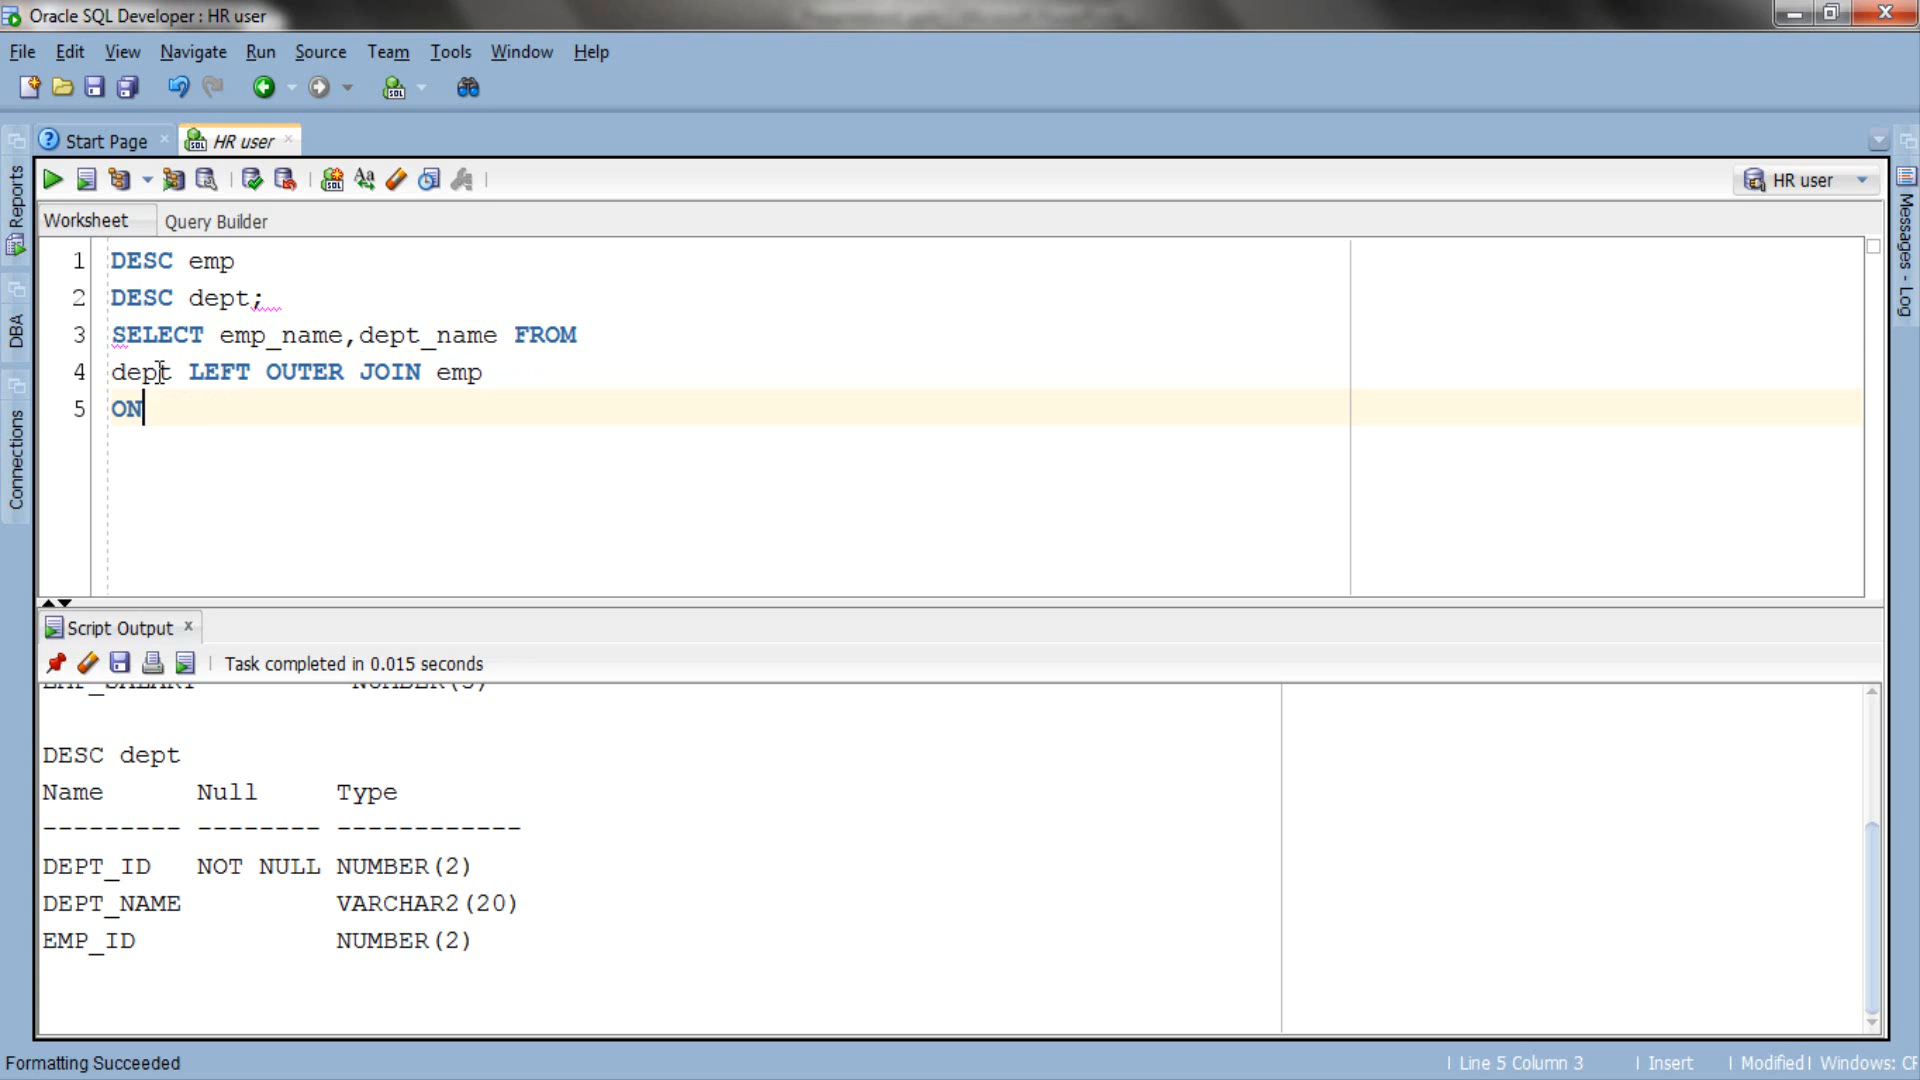 Oracle SQL Developer : HR user
File Edit View Navigate Run Source Team Tools Window Help
Start Page
HR user
HR user
Worksheet
Query Builder
1 DESC emp
2 DESC dept;
3 SELECT emp_name,dept_name FROM
4 dept LEFT OUTER JOIN emp
5 ON
Reports
DBA
Connections
Messages - Log
Script Output
Task completed in 0.015 seconds
DESC dept
Name Null Type
--------- -------- ------------
DEPT_ID NOT NULL NUMBER(2)
DEPT_NAME VARCHAR2(20)
EMP_ID NUMBER(2)
Formatting Succeeded
Line 5 Column 3
Insert
Modified
Windows: CF